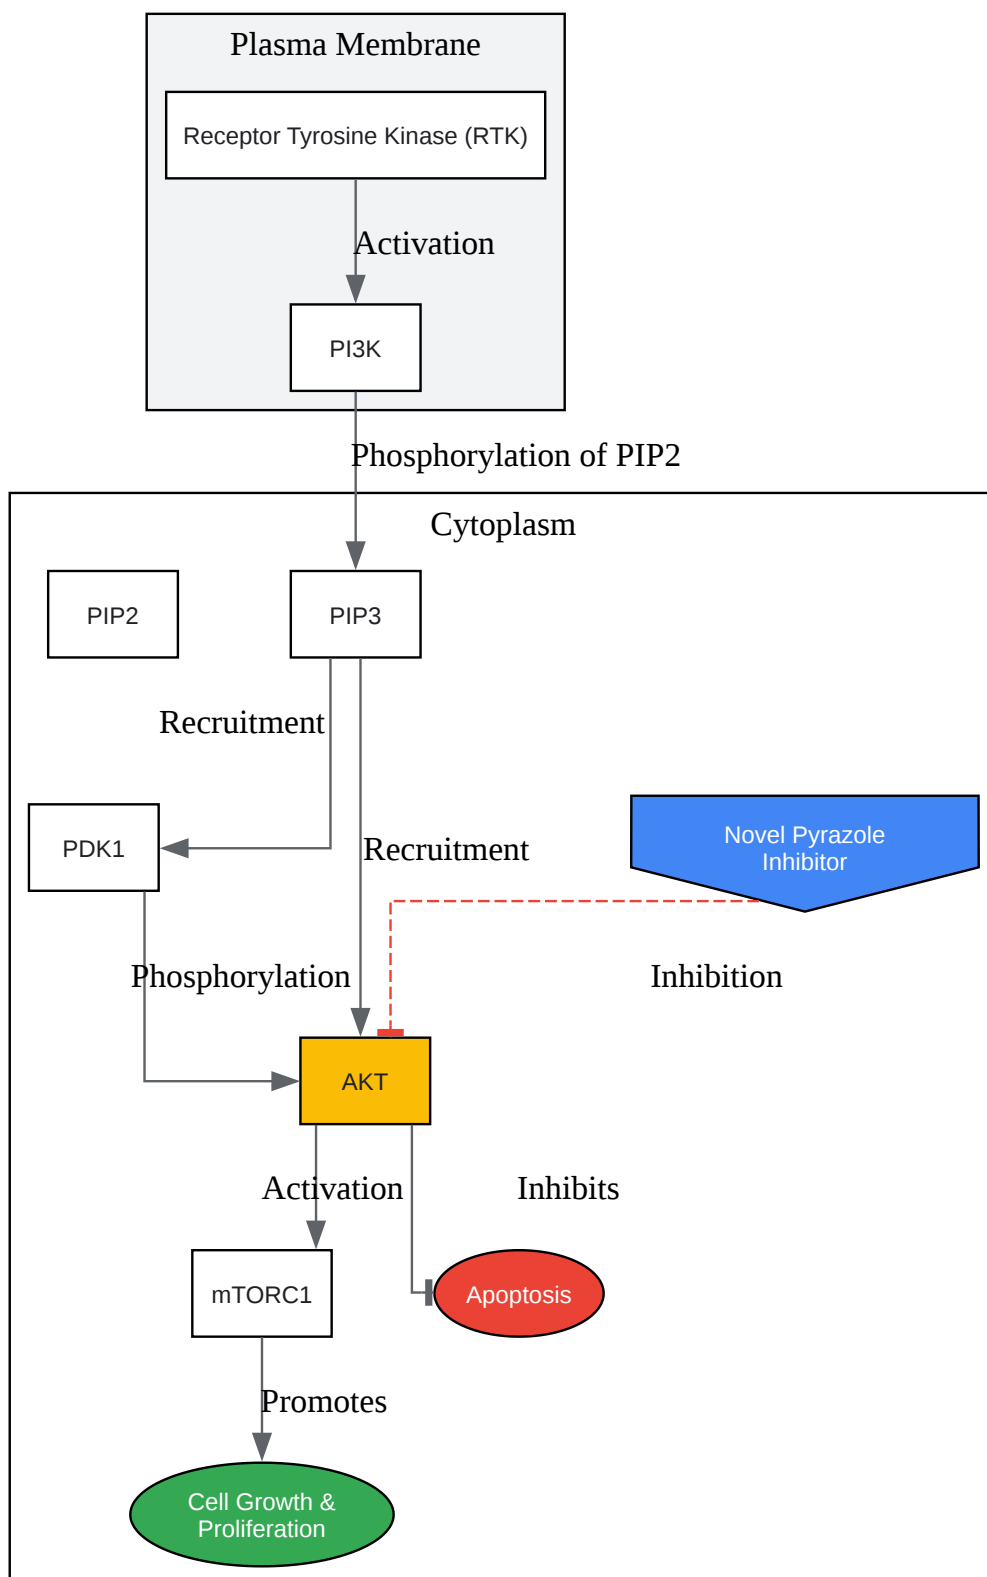 Plasma Membrane
Receptor Tyrosine Kinase (RTK)
Activation
PI3K
Phosphorylation of PIP2
Cytoplasm
PIP2
PIP3
Recruitment
Novel Pyrazole
Inhibitor
PDK1
Recruitment
Phosphorylation
Inhibition
AKT
Activation
Inhibits
mTORC1
Apoptosis
Promotes
Cell Growth &
Proliferation